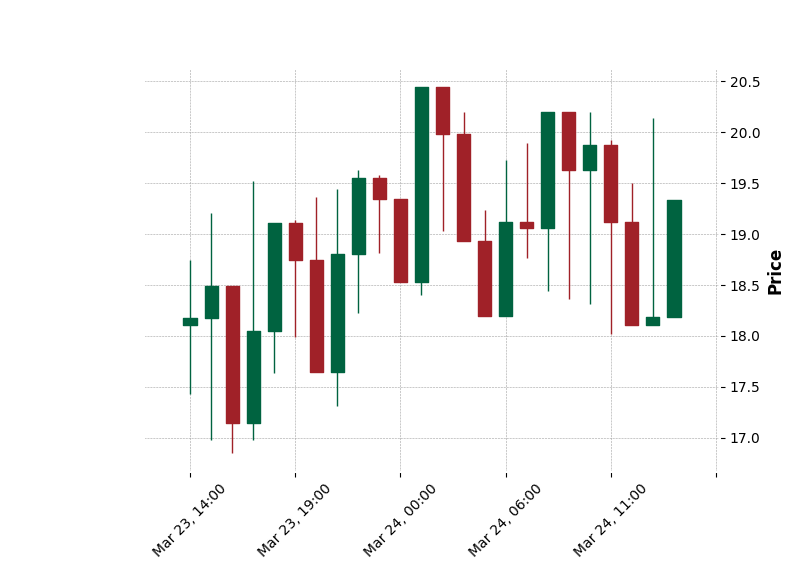 20.5
20.0
19.5
19.0
18.5
18.0
17.5
17.0
Price
Mar 23, 14:00
Mar 23, 19:00
Mar 24, 00:00
Mar 24, 06:00
Mar 24, 11:00